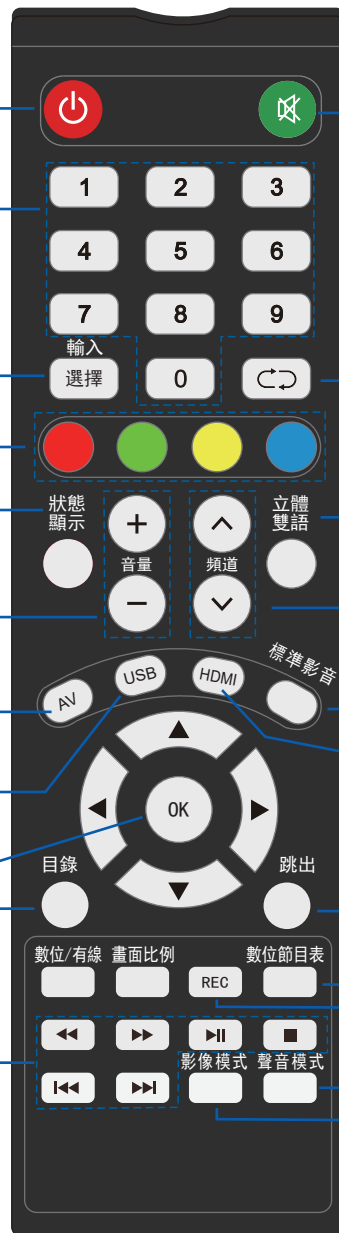 1 2 3
4 5 6
7 8 9
輸入
選擇 0
狀態
顯示
音量
頻道
立體
雙語
AV USB HDMI 標準影音
OK
目錄 跳出
數位/有線 畫面比例 REC 數位節目表
影像模式 聲音模式